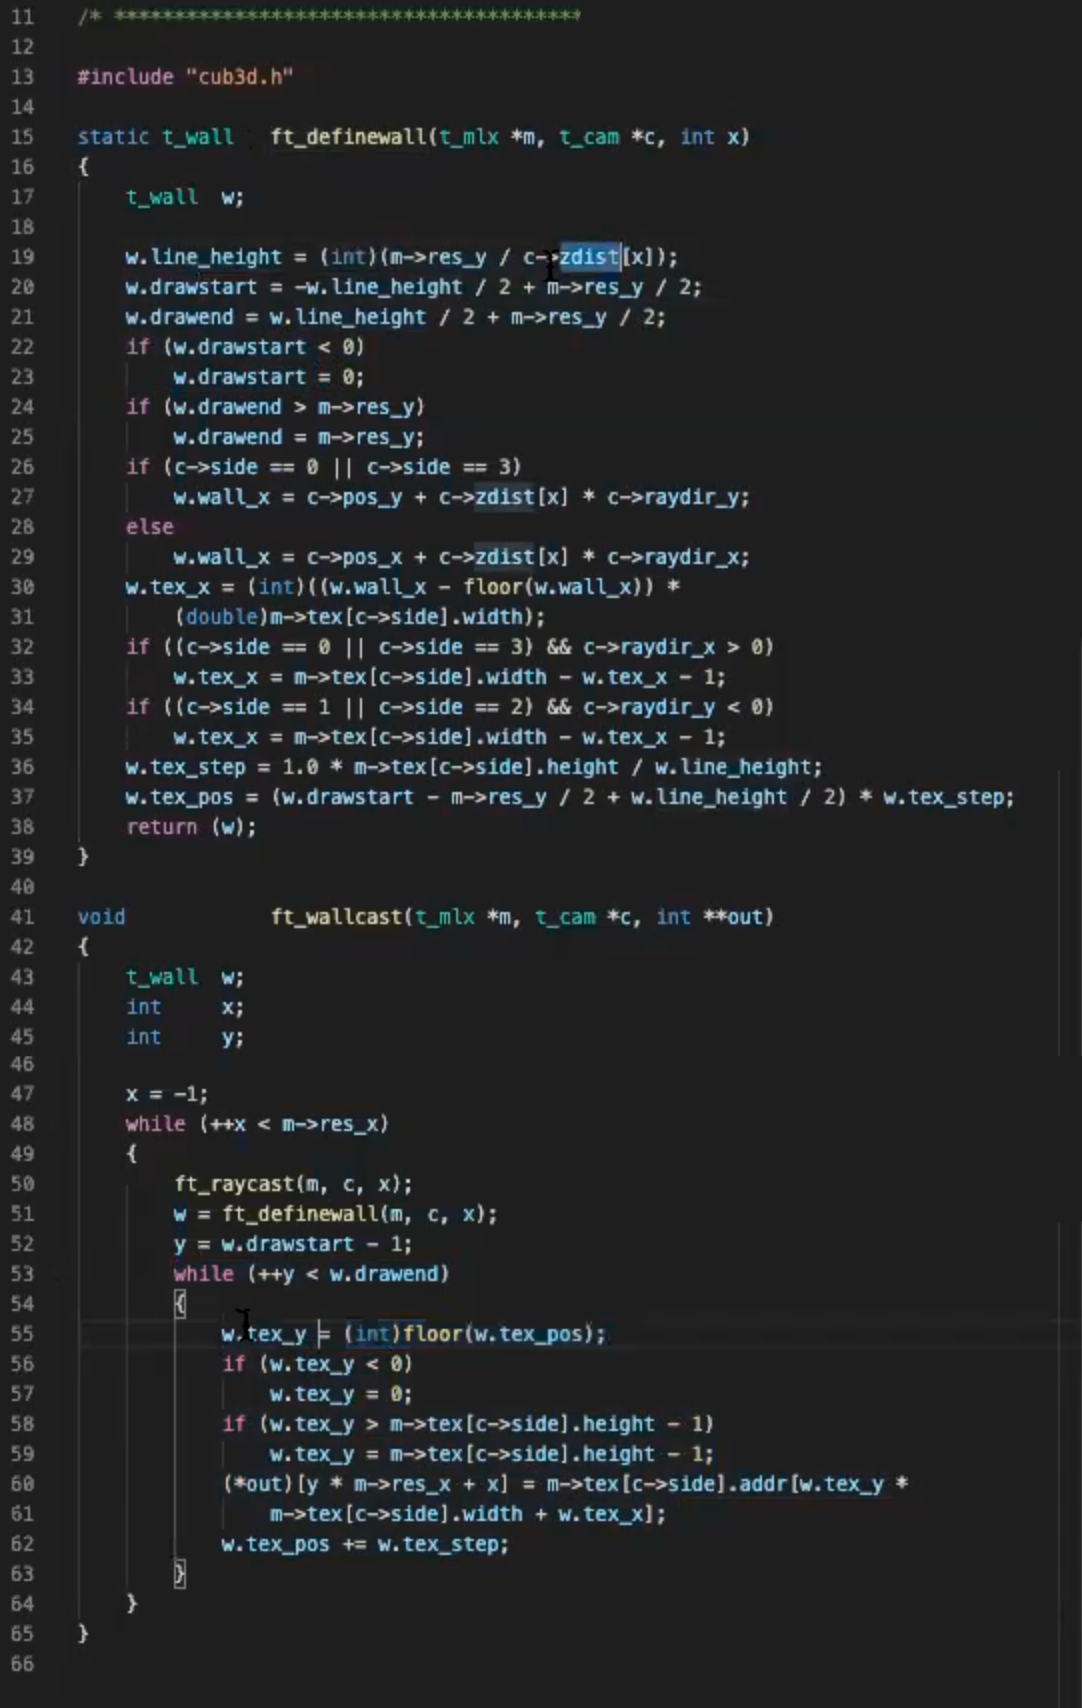 11 /* ***************************************
12
13 #include "cub3d.h"
14
15 static t_wall   ft_definewall(t_mlx *m, t_cam *c, int x)
16 {
17     t_wall  w;
18
19     w.line_height = (int)(m->res_y / c->zdist[x]);
20     w.drawstart = -w.line_height / 2 + m->res_y / 2;
21     w.drawend = w.line_height / 2 + m->res_y / 2;
22     if (w.drawstart < 0)
23         w.drawstart = 0;
24     if (w.drawend > m->res_y)
25         w.drawend = m->res_y;
26     if (c->side == 0 || c->side == 3)
27         w.wall_x = c->pos_y + c->zdist[x] * c->raydir_y;
28     else
29         w.wall_x = c->pos_x + c->zdist[x] * c->raydir_x;
30     w.tex_x = (int)((w.wall_x - floor(w.wall_x)) *
31         (double)m->tex[c->side].width);
32     if ((c->side == 0 || c->side == 3) && c->raydir_x > 0)
33         w.tex_x = m->tex[c->side].width - w.tex_x - 1;
34     if ((c->side == 1 || c->side == 2) && c->raydir_y < 0)
35         w.tex_x = m->tex[c->side].width - w.tex_x - 1;
36     w.tex_step = 1.0 * m->tex[c->side].height / w.line_height;
37     w.tex_pos = (w.drawstart - m->res_y / 2 + w.line_height / 2) * w.tex_step;
38     return (w);
39 }
40
41 void            ft_wallcast(t_mlx *m, t_cam *c, int **out)
42 {
43     t_wall  w;
44     int     x;
45     int     y;
46
47     x = -1;
48     while (++x < m->res_x)
49     {
50         ft_raycast(m, c, x);
51         w = ft_definewall(m, c, x);
52         y = w.drawstart - 1;
53         while (++y < w.drawend)
54         {
55             w.tex_y = (int)floor(w.tex_pos);
56             if (w.tex_y < 0)
57                 w.tex_y = 0;
58             if (w.tex_y > m->tex[c->side].height - 1)
59                 w.tex_y = m->tex[c->side].height - 1;
60             (*out)[y * m->res_x + x] = m->tex[c->side].addr[w.tex_y *
61                 m->tex[c->side].width + w.tex_x];
62             w.tex_pos += w.tex_step;
63         }
64     }
65 }
66